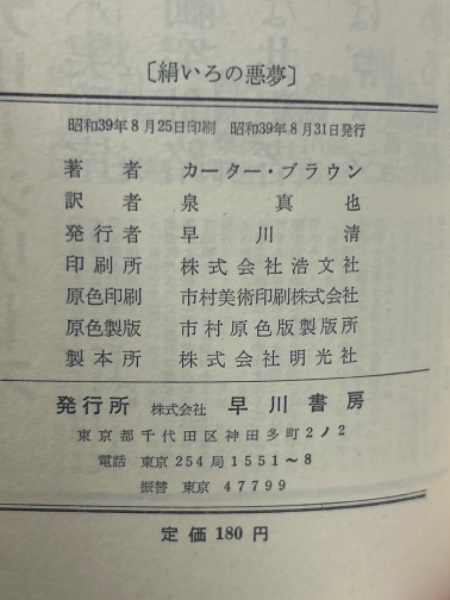 〔絹いろの悪夢〕
昭和39年8月25日印刷 昭和39年8月31日発行
著者 カーター・ブラウン
訳者 泉真也
発行者 早川清
印刷所 株式会社浩文社
原色印刷 市村美術印刷株式会社
原色製版 市村原色版製版所
製本所 株式会社明光社
発行所 株式会社 早川書房
東京都千代田区神田多町2ノ2
電話 東京254局1551～8
振替 東京 47799
定価180円